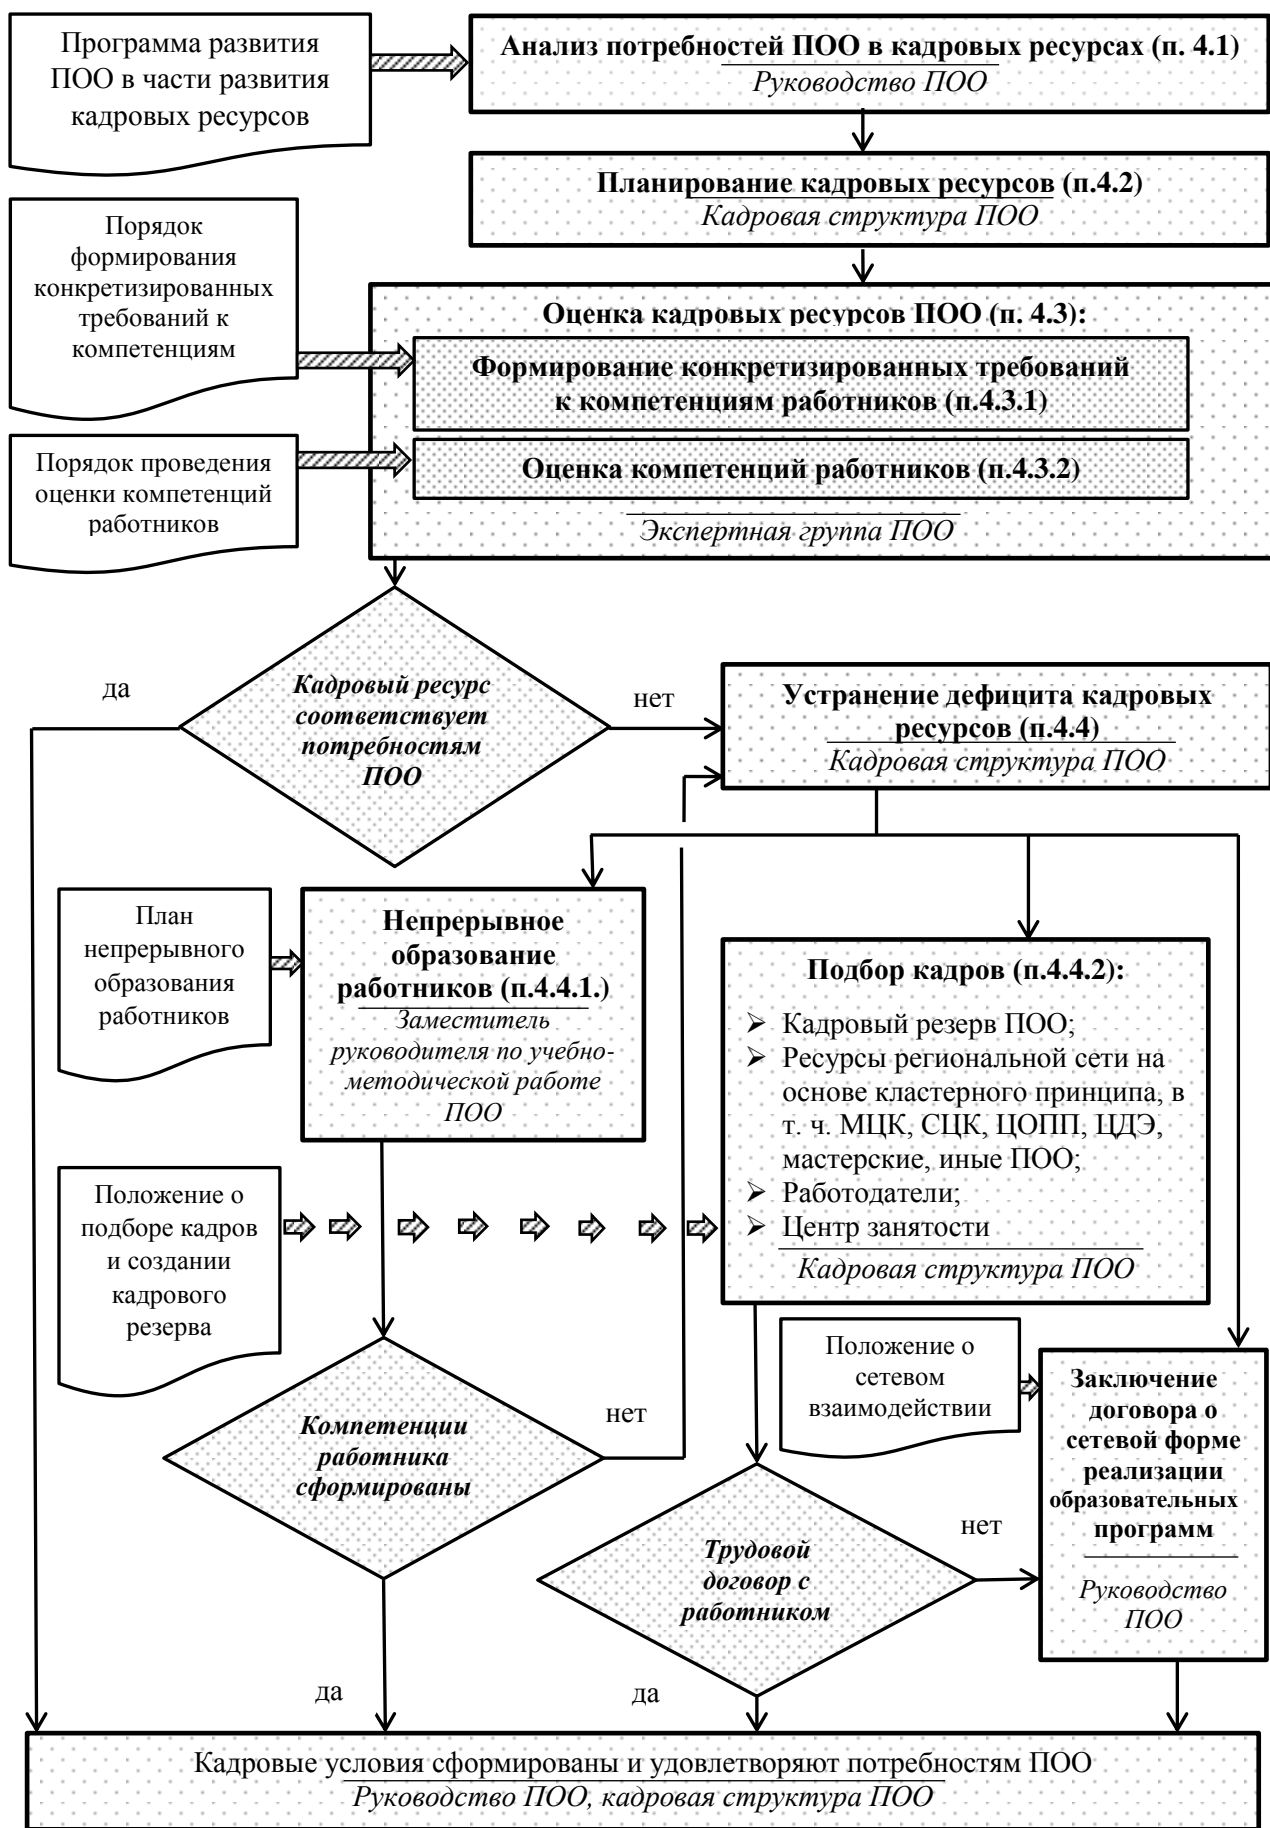 Программа развития
ПОО в части развития
кадровых ресурсов
Анализ потребностей ПОО в кадровых ресурсах (п. 4.1)
Руководство ПОО
Планирование кадровых ресурсов (п.4.2)
Кадровая структура ПОО
Порядок
формирования
конкретизированных
требований к
компетенциям
Оценка кадровых ресурсов ПОО (п. 4.3):
Формирование конкретизированных требований
к компетенциям работников (п.4.3.1)
Порядок проведения
оценки компетенций
работников
Оценка компетенций работников (п.4.3.2)
Экспертная группа ПОО
да
Кадровый ресурс
соответствует
потребностям
ПОО
нет
Устранение дефицита кадровых
ресурсов (п.4.4)
Кадровая структура ПОО
План
непрерывного
образования
работников
Непрерывное
образование
работников (п.4.4.1.)
Заместитель
руководителя по учебно-
методической работе
ПОО
Подбор кадров (п.4.4.2):
➢ Кадровый резерв ПОО;
➢ Ресурсы региональной сети на
основе кластерного принципа, в
т. ч. МЦК, СЦК, ЦОПП, ЦДЭ,
мастерские, иные ПОО;
➢ Работодатели;
➢ Центр занятости
Кадровая структура ПОО
Положение о
подборе кадров
и создании
кадрового
резерва
Положение о
сетевом
взаимодействии
Заключение
договора о
сетевой форме
реализации
образовательных
программ
Руководство
ПОО
Компетенции
работника
сформированы
нет
Трудовой
договор с
работником
нет
да
да
Кадровые условия сформированы и удовлетворяют потребностям ПОО
Руководство ПОО, кадровая структура ПОО